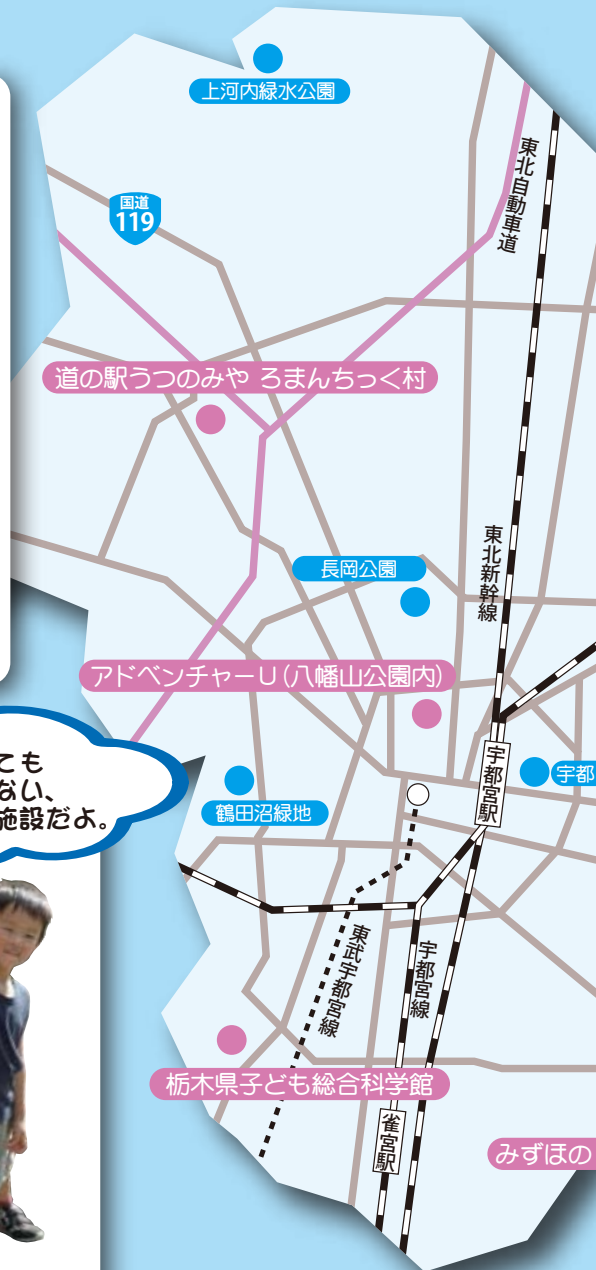 上河内緑水公園
国道
119
東北自動車道
道の駅うつのみや ろまんちっく村
東北新幹線
長岡公園
アドベンチャーU(八幡山公園内)
宇都宮駅
宇都
鶴田沼緑地
ても
ない、
施設だよ。
東武宇都宮線
宇都宮線
栃木県子ども総合科学館
雀宮駅
みずほの